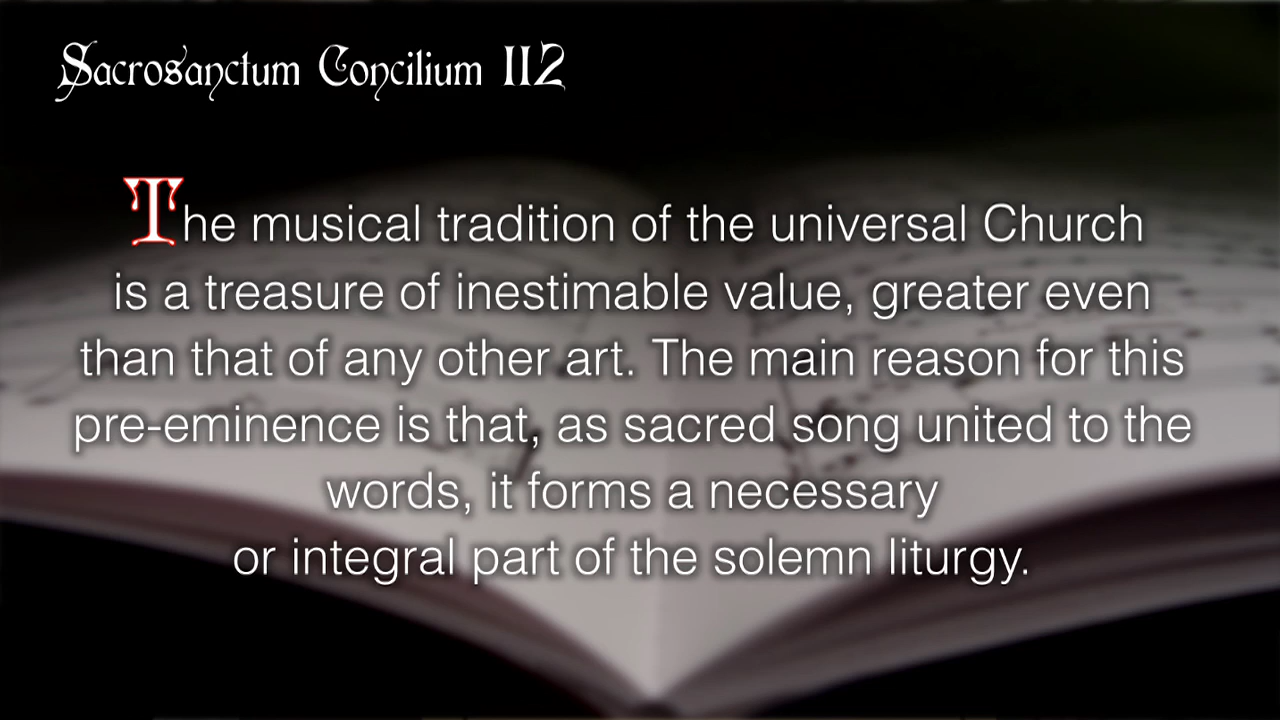 Sacrosanctum Concilium 112
The musical tradition of the universal Church
is a treasure of inestimable value, greater even
than that of any other art. The main reason for this
pre-eminence is that, as sacred song united to the
words, it forms a necessary
or integral part of the solemn liturgy.